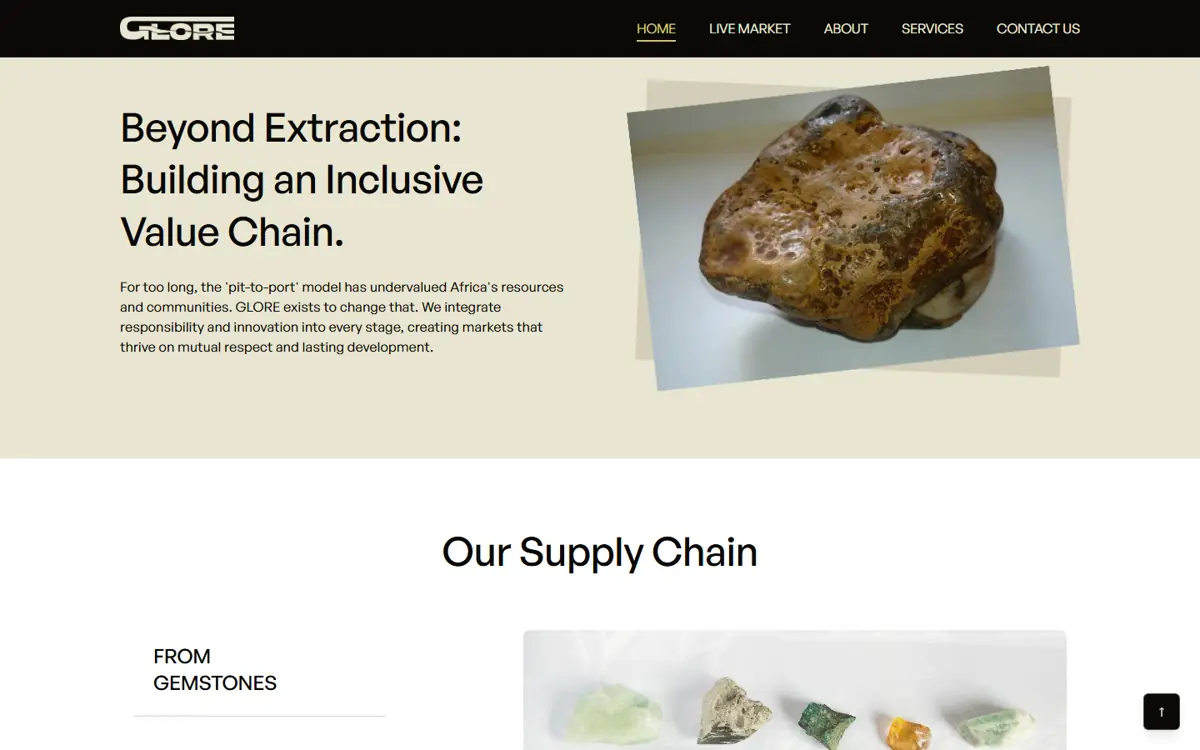 GLORE
HOME
LIVE MARKET
ABOUT
SERVICES
CONTACT US
Beyond Extraction:
Building an Inclusive
Value Chain.
For too long, the 'pit-to-port' model has undervalued Africa's resources
and communities. GLORE exists to change that. We integrate
responsibility and innovation into every stage, creating markets that
thrive on mutual respect and lasting development.
Our Supply Chain
FROM
GEMSTONES
↑